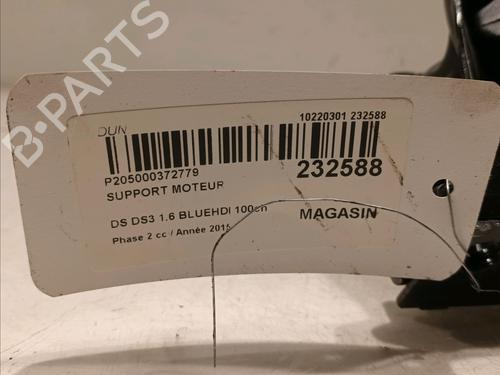 B-PARTS
DUN
10220301 232588
P205000372779
232588
SUPPORT MOTEUR
DS DS3 1.6 BLUEHDI 100ch
MAGASIN
Phase 2 cc / Année 2015